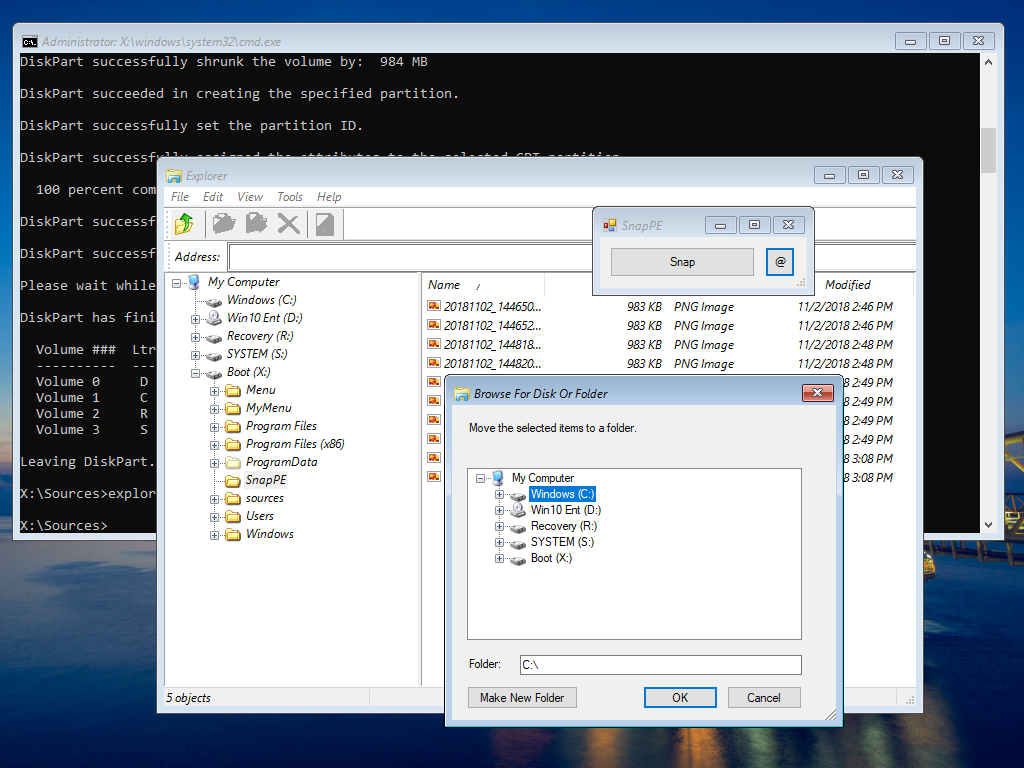 Administrator: X:\windows\system32\cmd.exe
DiskPart successfully shrunk the volume by:  984 MB
DiskPart succeeded in creating the specified partition.
DiskPart successfully set the partition ID.
DiskPart successfully assigned the attributes to the selected GPT partition.
100 percent com
DiskPart successf
DiskPart successf
Please wait while
DiskPart has fini
Volume ###  Ltr
----------  ---
Volume 0     D
Volume 1     C
Volume 2     R
Volume 3     S
Leaving DiskPart.
X:\Sources>explor
X:\Sources>
Explorer
File Edit View Tools Help
Address:
My Computer
Windows (C:)
Win10 Ent (D:)
Recovery (R:)
SYSTEM (S:)
Boot (X:)
Menu
MyMenu
Program Files
Program Files (x86)
ProgramData
SnapPE
sources
Users
Windows
Name Modified
20181102_144650... 983 KB PNG Image 11/2/2018 2:46 PM
20181102_144652... 983 KB PNG Image 11/2/2018 2:46 PM
20181102_144818... 983 KB PNG Image 11/2/2018 2:48 PM
20181102_144820... 983 KB PNG Image 11/2/2018 2:48 PM
8 2:49 PM
8 2:49 PM
8 2:49 PM
8 2:49 PM
8 3:08 PM
8 3:08 PM
5 objects
SnapPE
Snap @
Browse For Disk Or Folder
Move the selected items to a folder.
My Computer
Windows (C:)
Win10 Ent (D:)
Recovery (R:)
SYSTEM (S:)
Boot (X:)
Folder: C:\
Make New Folder OK Cancel